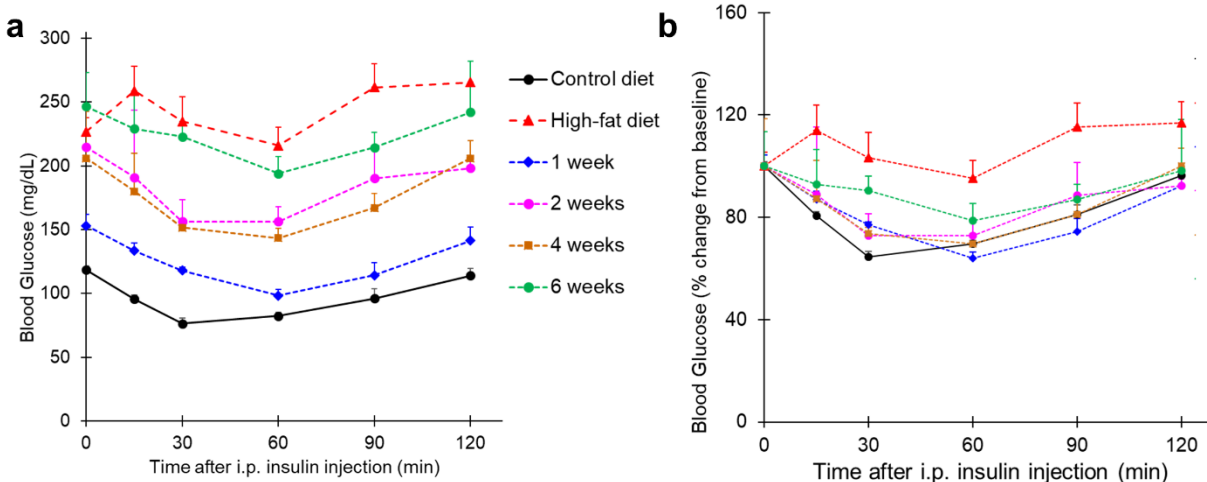 a
300
250
200
150
100
50
0
Blood Glucose (mg/dL)
0 30 60 90 120
Time after i.p. insulin injection (min)
Control diet
High-fat diet
1 week
2 weeks
4 weeks
6 weeks
b
160
120
80
40
0
Blood Glucose (% change from baseline)
0 30 60 90 120
Time after i.p. insulin injection (min)